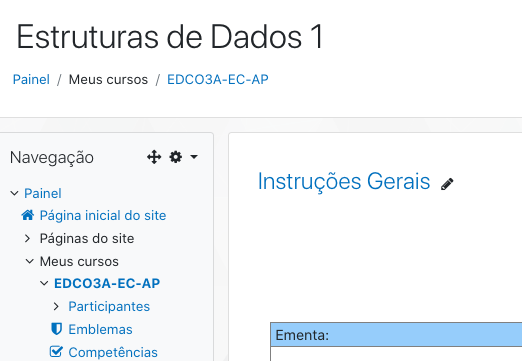 Estruturas de Dados 1
Painel / Meus cursos / EDCO3A-EC-AP
Navegação
Painel
Página inicial do site
Páginas do site
Meus cursos
EDCO3A-EC-AP
Participantes
Emblemas
Competências
Instruções Gerais
Ementa: